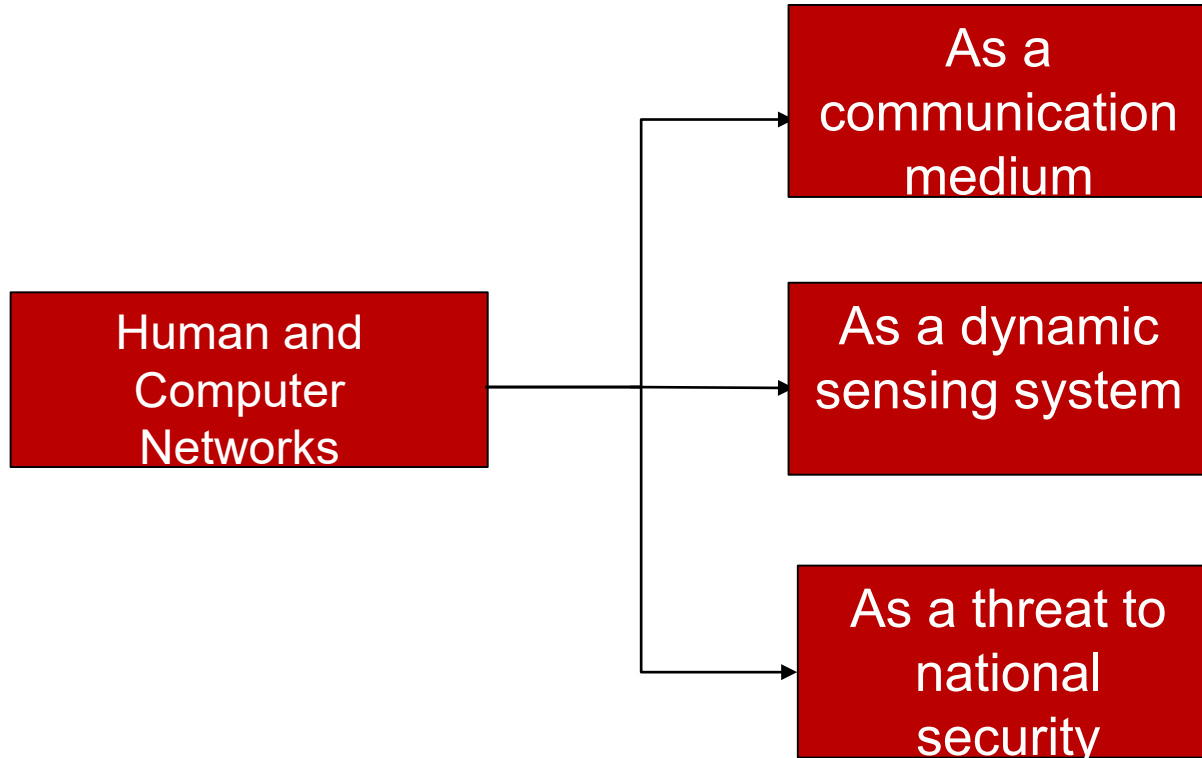 As a
communication
medium
Human and
Computer
Networks
As a dynamic
sensing system
As a threat to
national
security